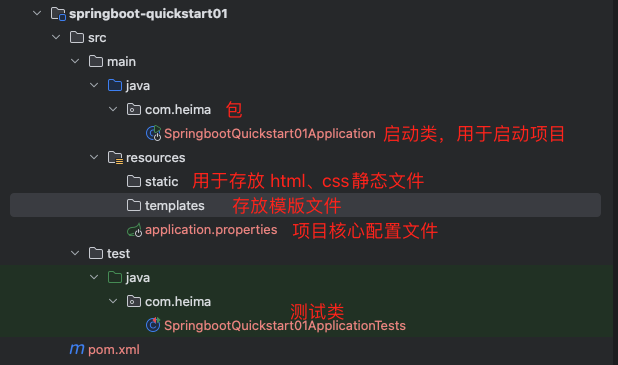 springboot-quickstart01
src
main
java
com.heima 包
SpringbootQuickstart01Application 启动类，用于启动项目
resources
static 用于存放 html、css静态文件
templates 存放模版文件
application.properties 项目核心配置文件
test
java
com.heima
测试类
SpringbootQuickstart01ApplicationTests
pom.xml